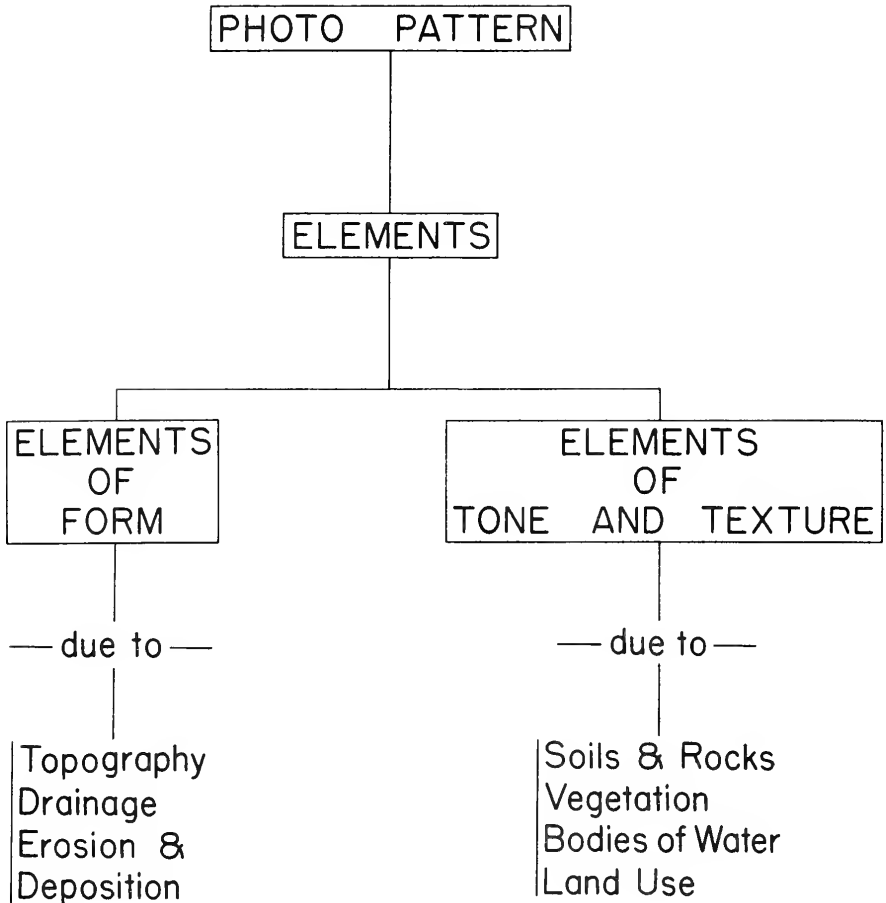 PHOTO PATTERN
ELEMENTS
ELEMENTS
OF
FORM
ELEMENTS
OF
TONE AND TEXTURE
— due to —
— due to —
Topography
Drainage
Erosion &
Deposition
Soils & Rocks
Vegetation
Bodies of Water
Land Use